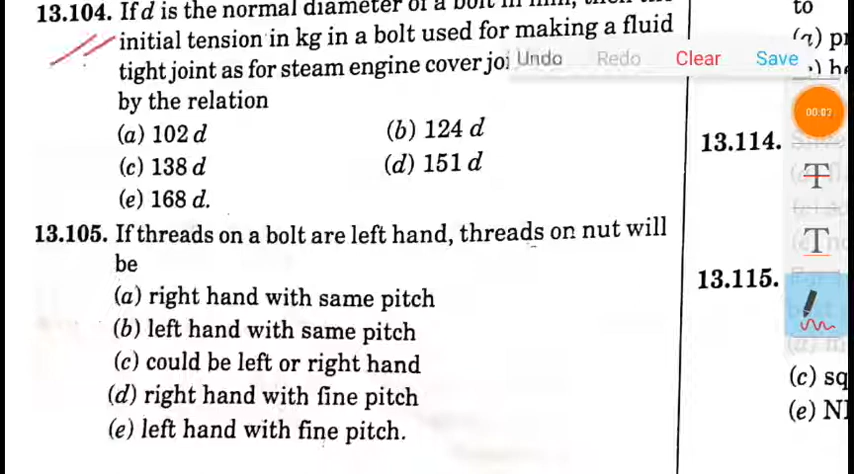 13.104. If d is the normal diameter of a bolt in mm, then the
initial tension in kg in a bolt used for making a fluid
tight joint as for steam engine cover joi
by the relation
(a) 102 d
(b) 124 d
(c) 138 d
(d) 151 d
(e) 168 d.
13.105. If threads on a bolt are left hand, threads on nut will
be
(a) right hand with same pitch
(b) left hand with same pitch
(c) could be left or right hand
(d) right hand with fine pitch
(e) left hand with fine pitch.
to
Undo Redo Clear Save
13.114.
T
T
13.115.
(c) sq
(e)